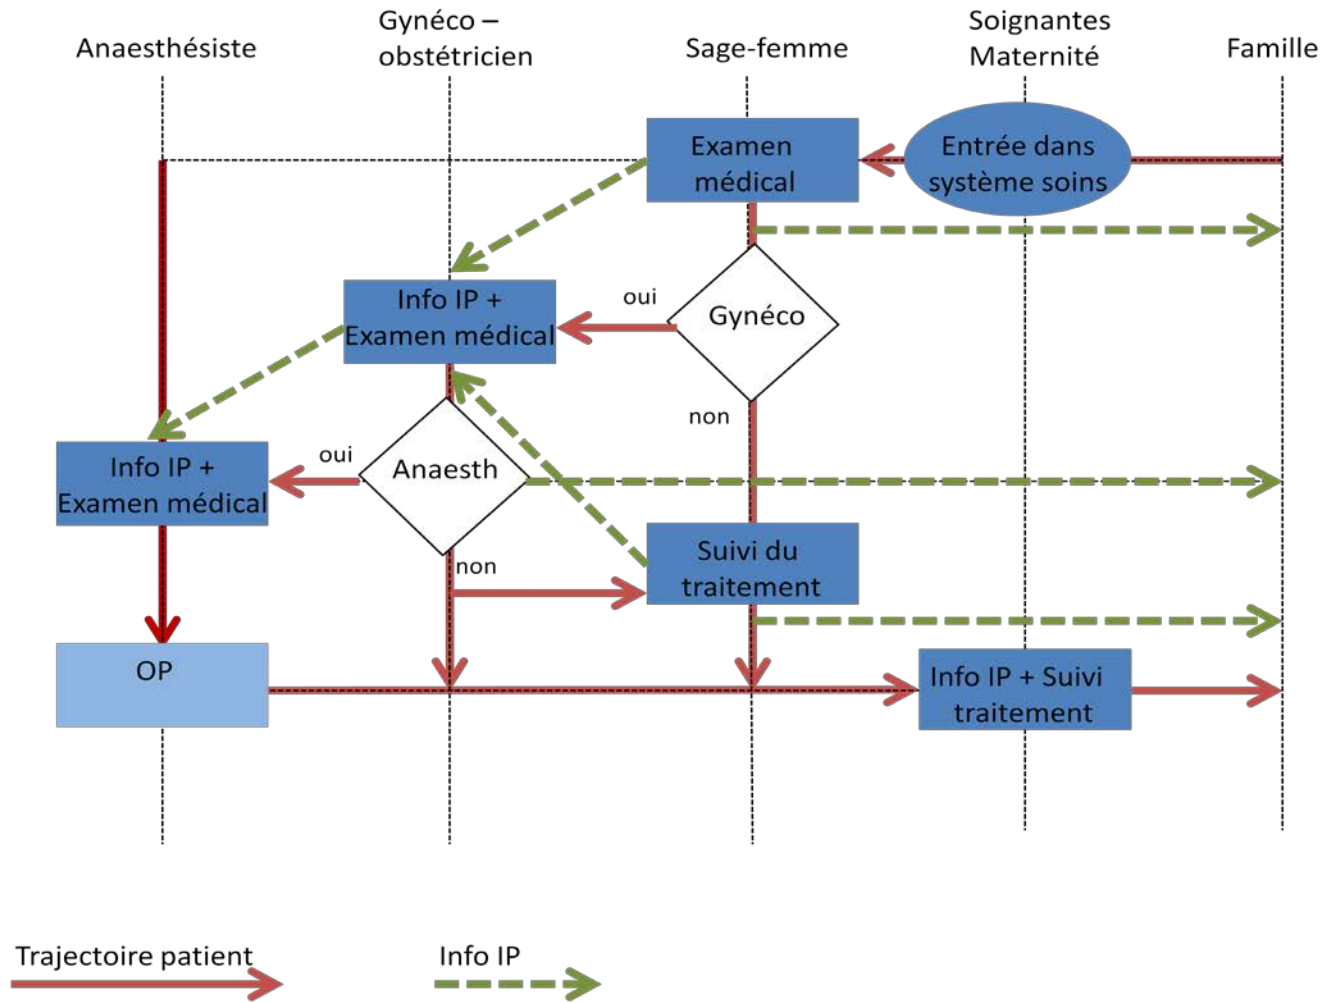 Anaesthésiste
Gynéco –
obstétricien
Sage-femme
Soignantes
Maternité
Famille
Examen
médical
Entrée dans
système soins
Info IP +
Examen médical
oui
Gynéco
non
Info IP +
Examen médical
oui
Anaesth
non
Suivi du
traitement
OP
Info IP + Suivi
traitement
Trajectoire patient
Info IP